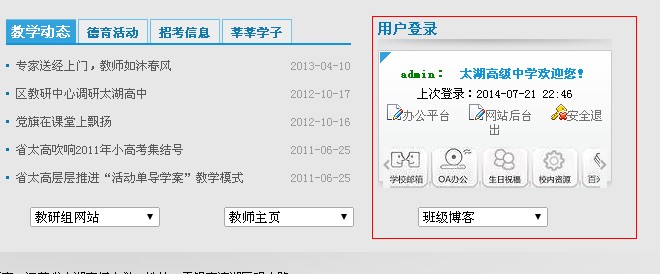 教学动态 德育活动 招考信息 莘莘学子
专家送经上门，教师如沐春风 2013-04-10
区教研中心调研太湖高中 2012-10-17
党旗在课堂上飘扬 2012-10-16
省太高吹响2011年小高考集结号 2011-06-25
省太高层层推进“活动单导学案”教学模式 2011-06-25
教研组网站 教师主页
用户登录
admin： 太湖高级中学欢迎您！
上次登录：2014-07-21 22:46
办公平台 网站后台 安全退
出
学校邮箱 OA办公 生日祝福 校内资源
班级博客